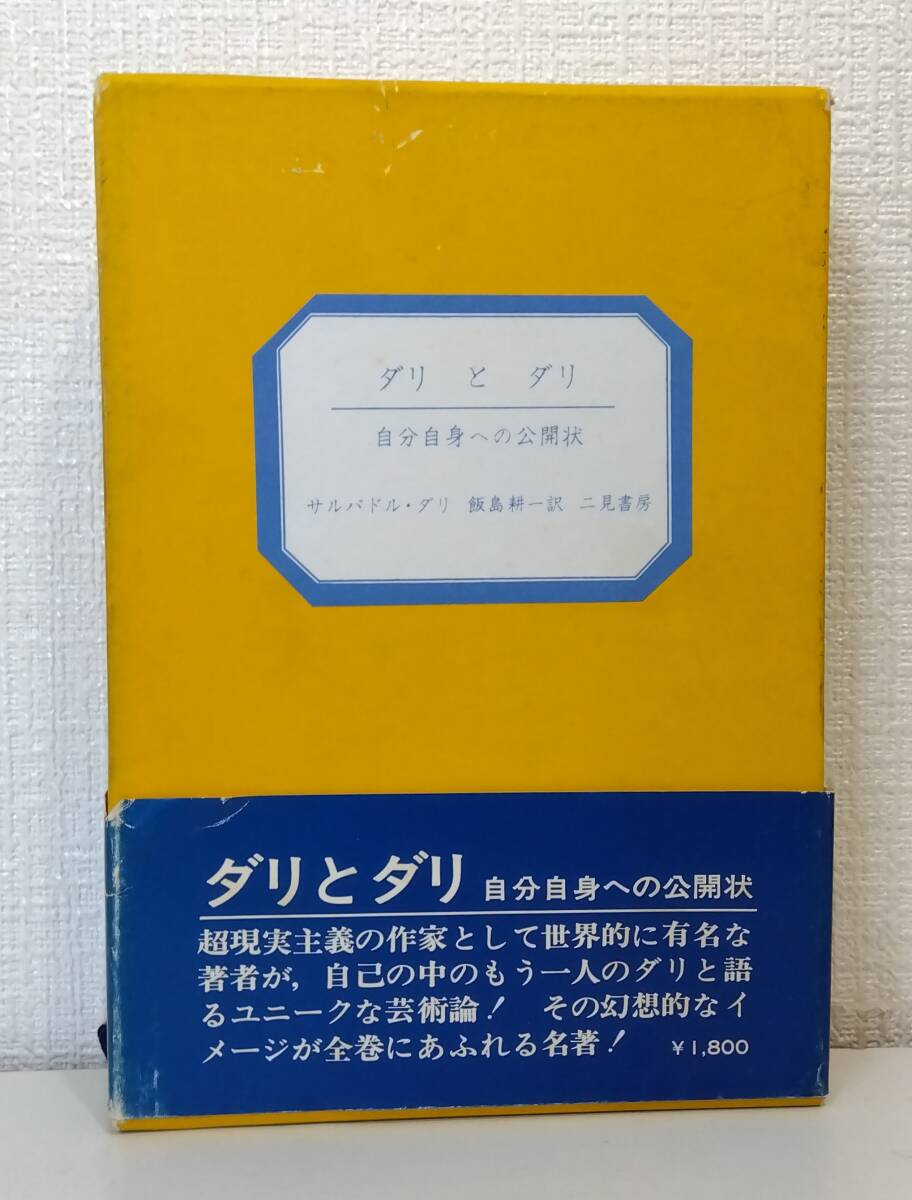 ダリ と ダリ
自分自身への公開状
サルバドル・ダリ 飯島耕一訳 二見書房
ダリとダリ 自分自身への公開状
超現実主義の作家として世界的に有名な
著者が,自己の中のもう一人のダリと語
るユニークな芸術論! その幻想的なイ
メージが全巻にあふれる名著! ¥1,800